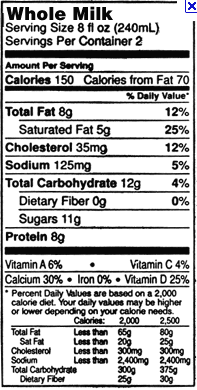 Whole Milk
Serving Size 8 fl oz (240mL)
Servings Per Container 2
Amount Per Serving
Calories 150 Calories from Fat 70
% Daily Value*
Total Fat 8g 12%
Saturated Fat 5g 25%
Cholesterol 35mg 12%
Sodium 125mg 5%
Total Carbohydrate 12g 4%
Dietary Fiber 0g 0%
Sugars 11g
Protein 8g
Vitamin A 6% • Vitamin C 4%
Calcium 30% • Iron 0% • Vitamin D 25%
* Percent Daily Values are based on a 2,000
calorie diet. Your daily values may be higher
or lower depending on your calorie needs.
Calories: 2,000 2,500
Total Fat Less than 65g 80g
Sat Fat Less than 20g 25g
Cholesterol Less than 300mg 300mg
Sodium Less than 2,400mg 2,400mg
Total Carbohydrate 300g 375g
Dietary Fiber 25g 30g